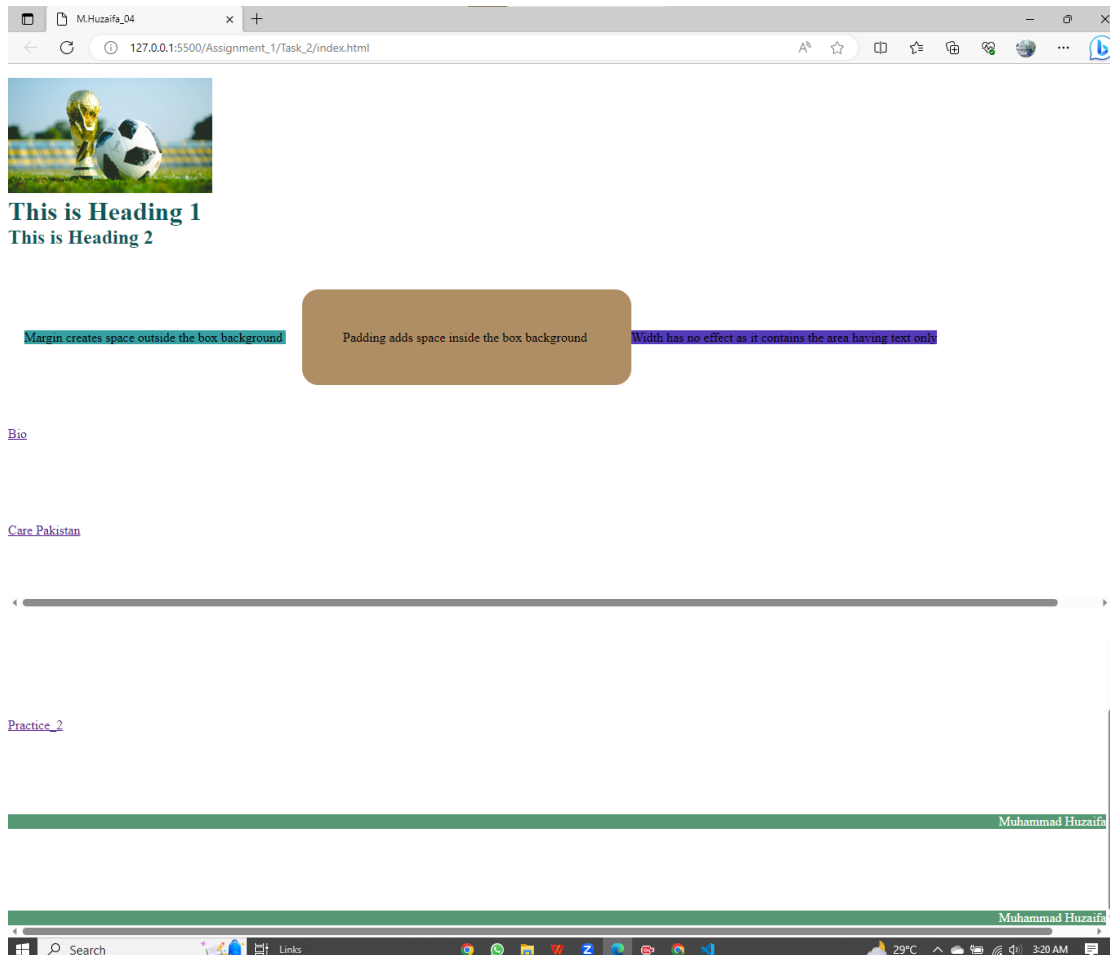 M.Huzaifa_04
127.0.0.1:5500/Assignment_1/Task_2/index.html
This is Heading 1
This is Heading 2
Margin creates space outside the box background
Padding adds space inside the box background
Width has no effect as it contains the area having text only
Bio
Care Pakistan
Practice_2
Muhammad Huzaifa
Muhammad Huzaifa
Search
Links
29°C
3:20 AM